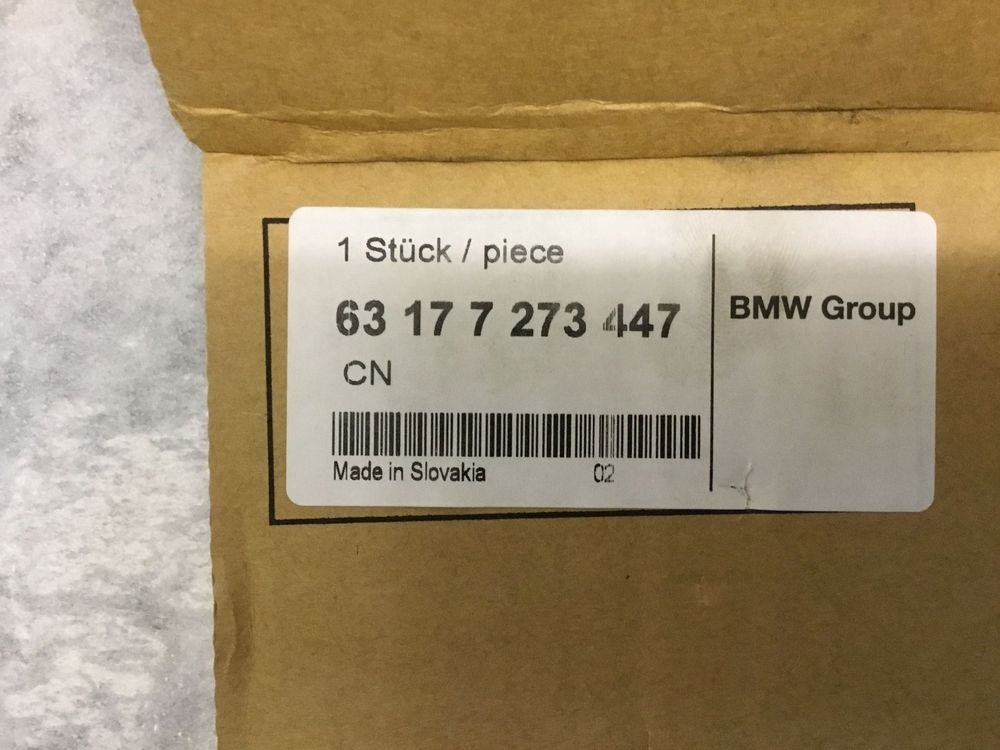 1 Stück / piece
63 17 7 273 447
BMW Group
CN
Made in Slovakia 02